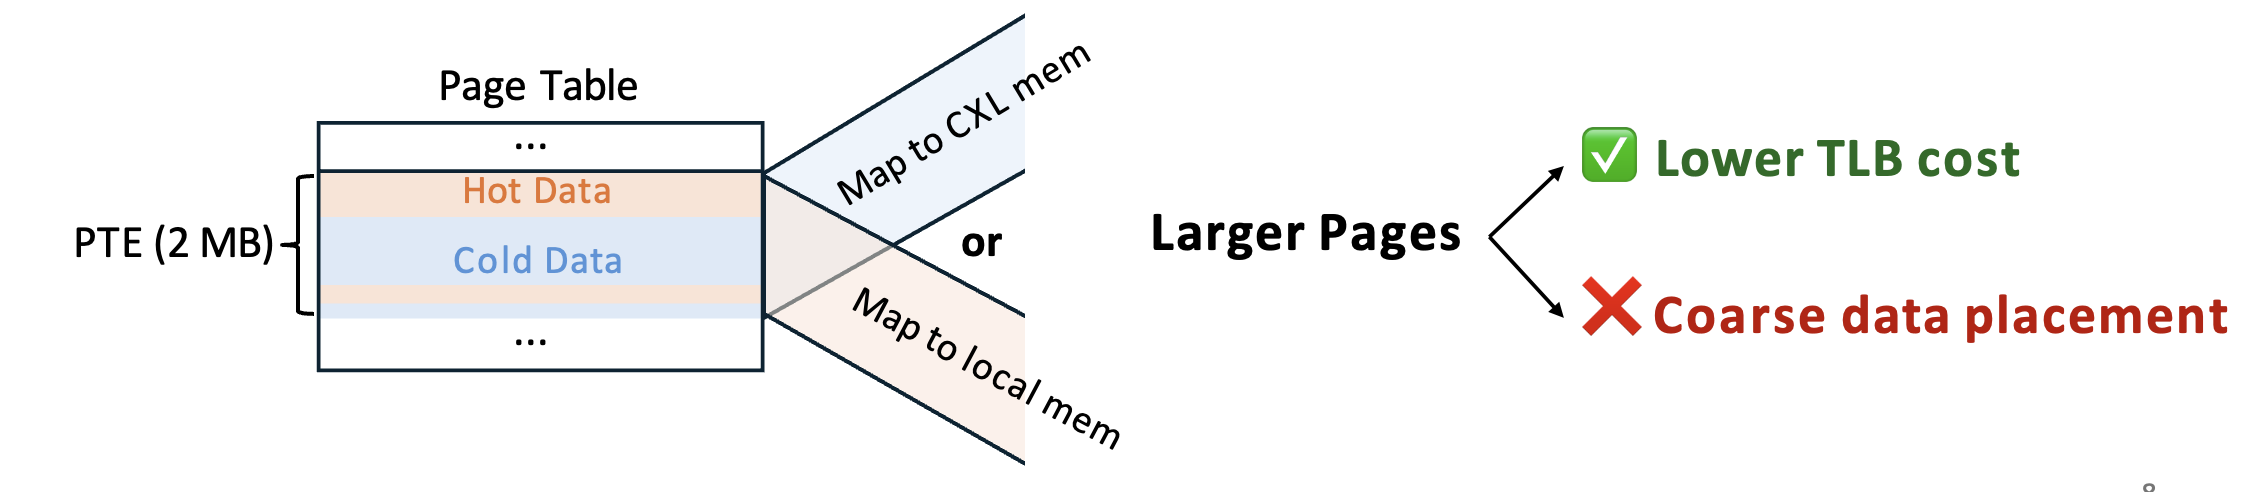 Page Table
...
Hot Data
Cold Data
...
PTE (2 MB)
Map to CXL mem
or
Map to local mem
Larger Pages
Lower TLB cost
Coarse data placement